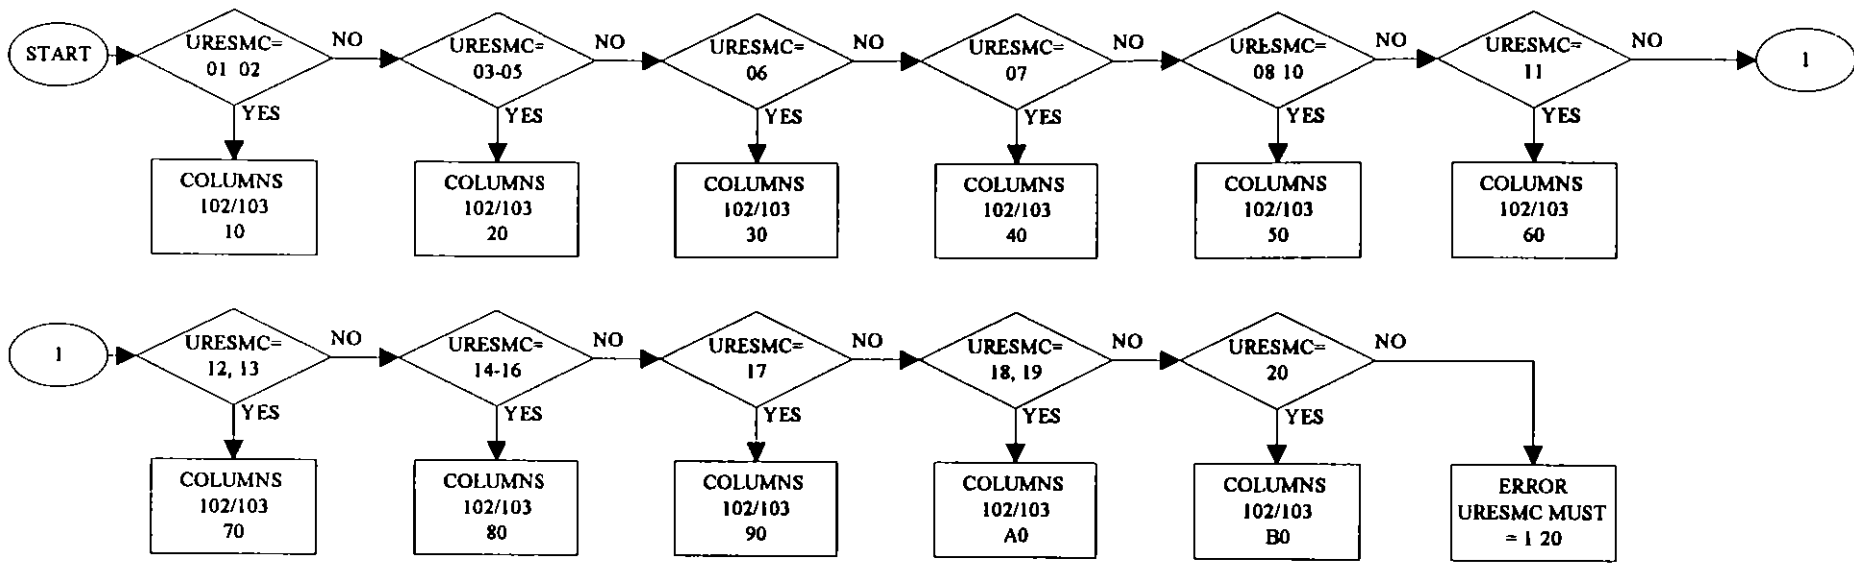 START
URESMC=
01 02
NO
YES
COLUMNS
102/103
10
URESMC=
03-05
NO
YES
COLUMNS
102/103
20
URESMC=
06
NO
YES
COLUMNS
102/103
30
URESMC=
07
NO
YES
COLUMNS
102/103
40
URESMC=
08 10
NO
YES
COLUMNS
102/103
50
URESMC=
11
NO
YES
COLUMNS
102/103
60
1
1
URESMC=
12, 13
NO
YES
COLUMNS
102/103
70
URESMC=
14-16
NO
YES
COLUMNS
102/103
80
URESMC=
17
NO
YES
COLUMNS
102/103
90
URESMC=
18, 19
NO
YES
COLUMNS
102/103
A0
URESMC=
20
NO
YES
COLUMNS
102/103
B0
ERROR
URESMC MUST
= 1 20